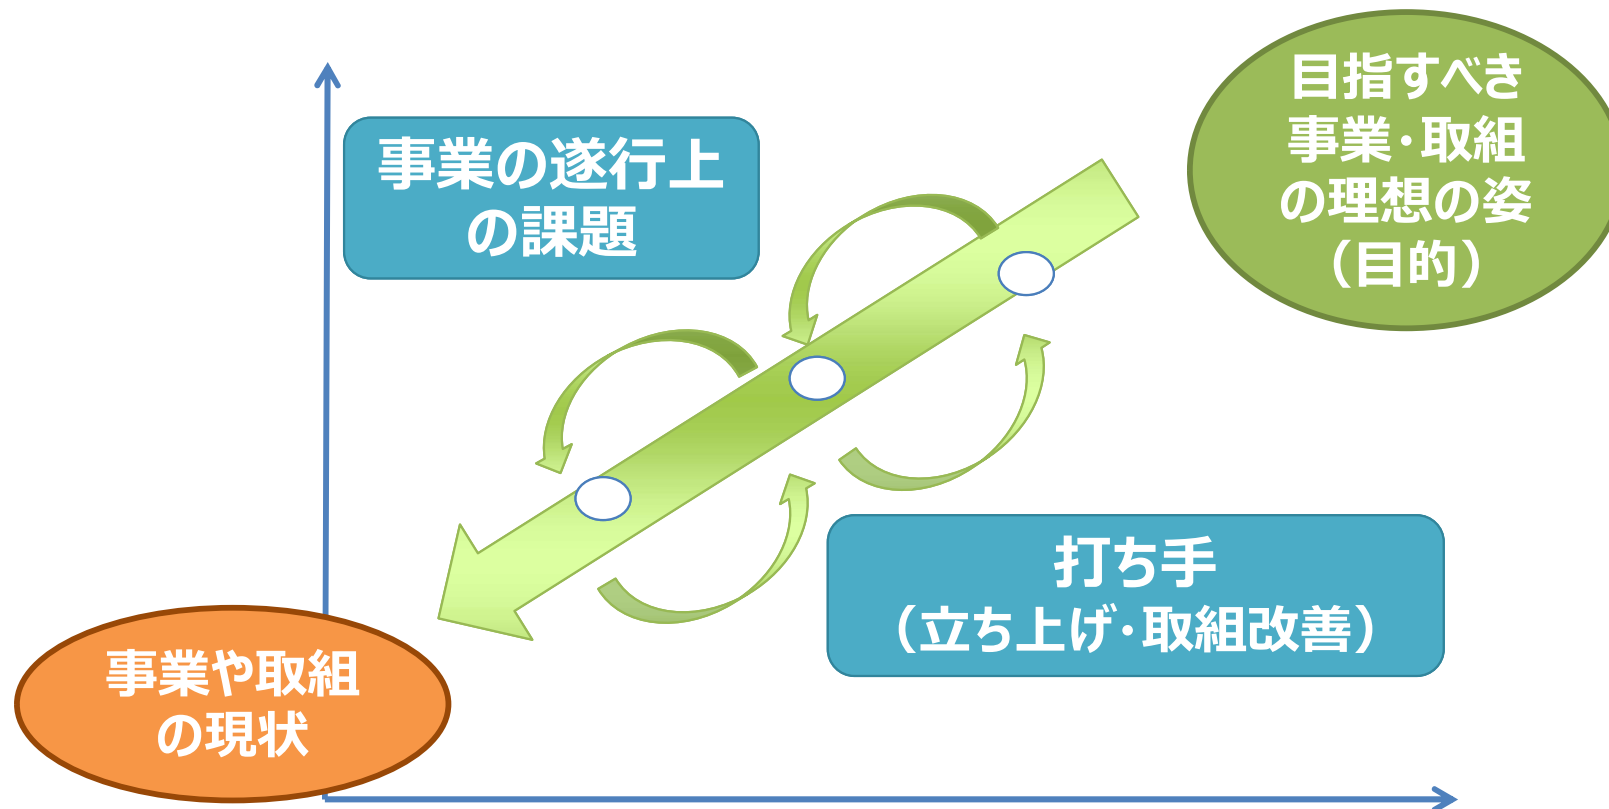 目指すべき
事業・取組
の理想の姿
（目的）
事業の遂行上
の課題
打ち手
（立ち上げ・取組改善）
事業や取組
の現状